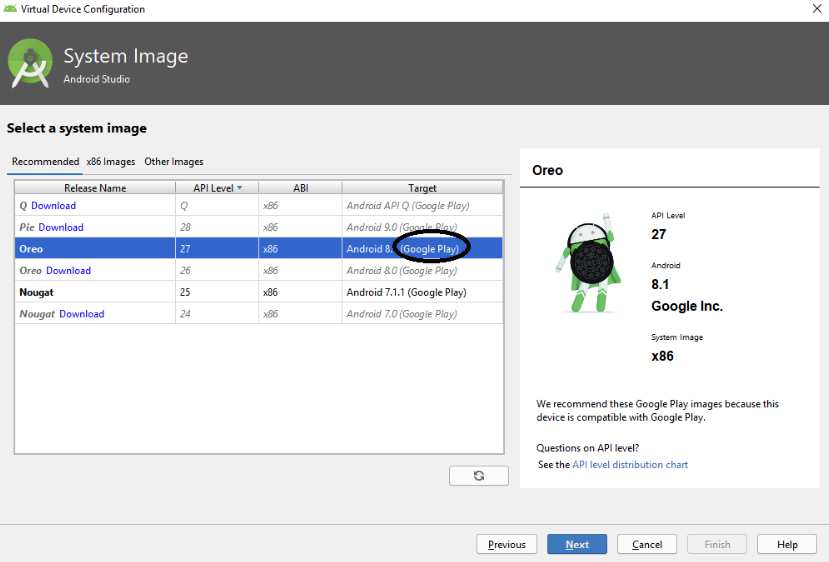 Virtual Device Configuration
System Image
Android Studio
Select a system image
Recommended x86 Images Other Images
Release Name API Level ABI Target
Q Download Q x86 Android API Q (Google Play)
Pie Download 28 x86 Android 9.0 (Google Play)
Oreo 27 x86 Android 8. (Google Play)
Oreo Download 26 x86 Android 8.0 (Google Play)
Nougat 25 x86 Android 7.1.1 (Google Play)
Nougat Download 24 x86 Android 7.0 (Google Play)
Oreo
API Level
27
Android
8.1
Google Inc.
System Image
x86
We recommend these Google Play images because this
device is compatible with Google Play.
Questions on API level?
See the API level distribution chart
Previous Next Cancel Finish Help